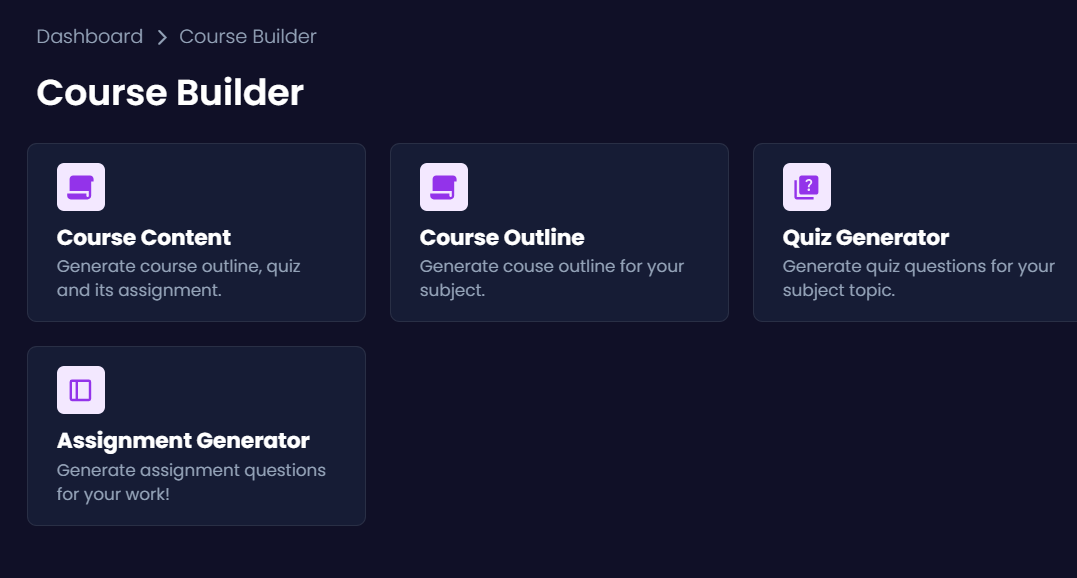 Dashboard > Course Builder
Course Builder
Course Content
Generate course outline, quiz
and its assignment.
Course Outline
Generate couse outline for your
subject.
Quiz Generator
Generate quiz questions for your
subject topic.
Assignment Generator
Generate assignment questions
for your work!